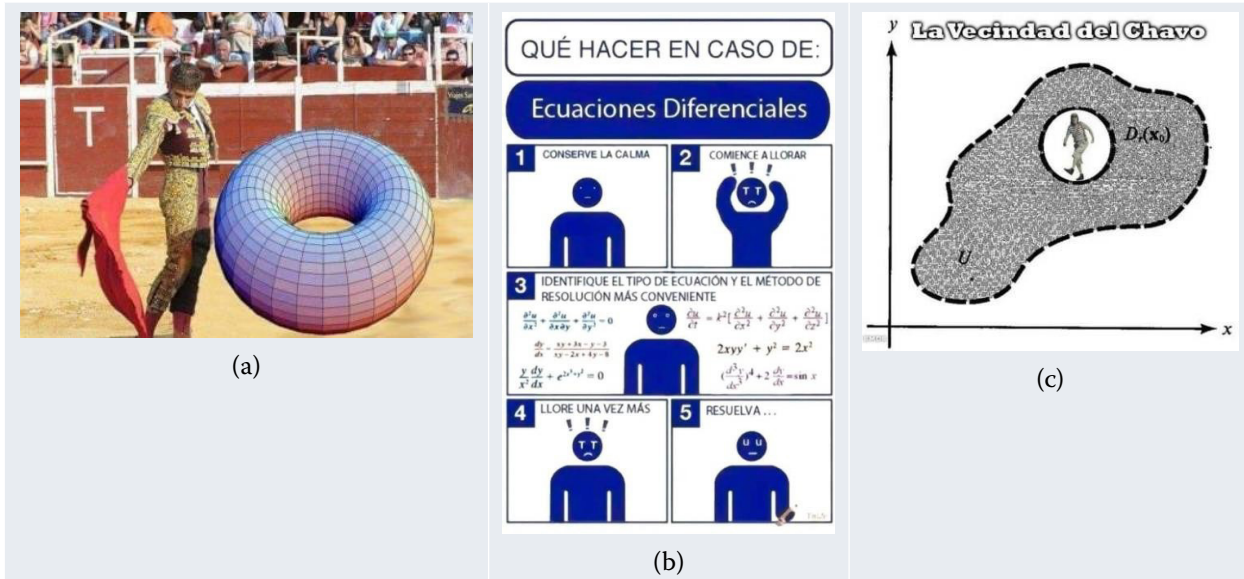 T
(a)
QUÉ HACER EN CASO DE:
Ecuaciones Diferenciales
1 CONSERVE LA CALMA
2 COMIENCE A LLORAR
! ! !
T T
3 IDENTIFIQUE EL TIPO DE ECUACIÓN Y EL MÉTODO DE
RESOLUCIÓN MÁS CONVENIENTE
2xyy' + y² = 2x²
4 LLORE UNA VEZ MÁS
! ! !
T T
5 RESUELVA . . .
u u
(b)
La Vecindad del Chavo
y
Dᵣ(x₀)
U
x
(c)